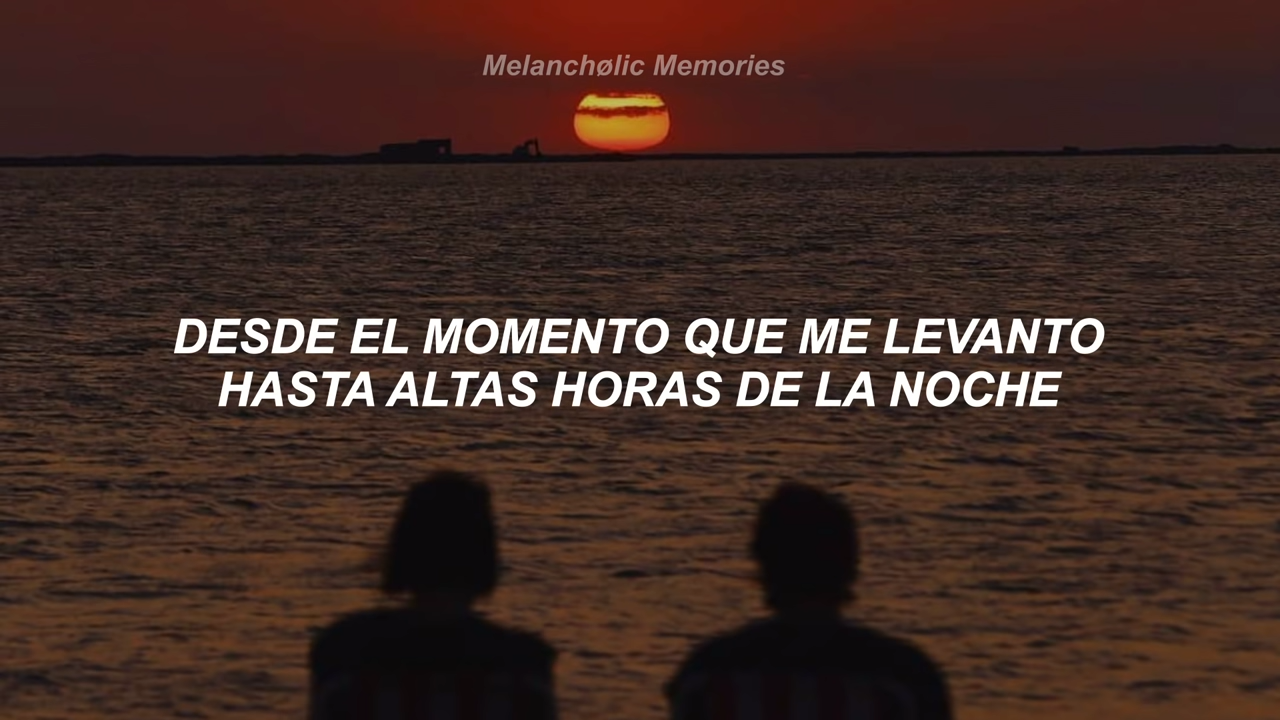 Melanchølic Memories
DESDE EL MOMENTO QUE ME LEVANTO
HASTA ALTAS HORAS DE LA NOCHE